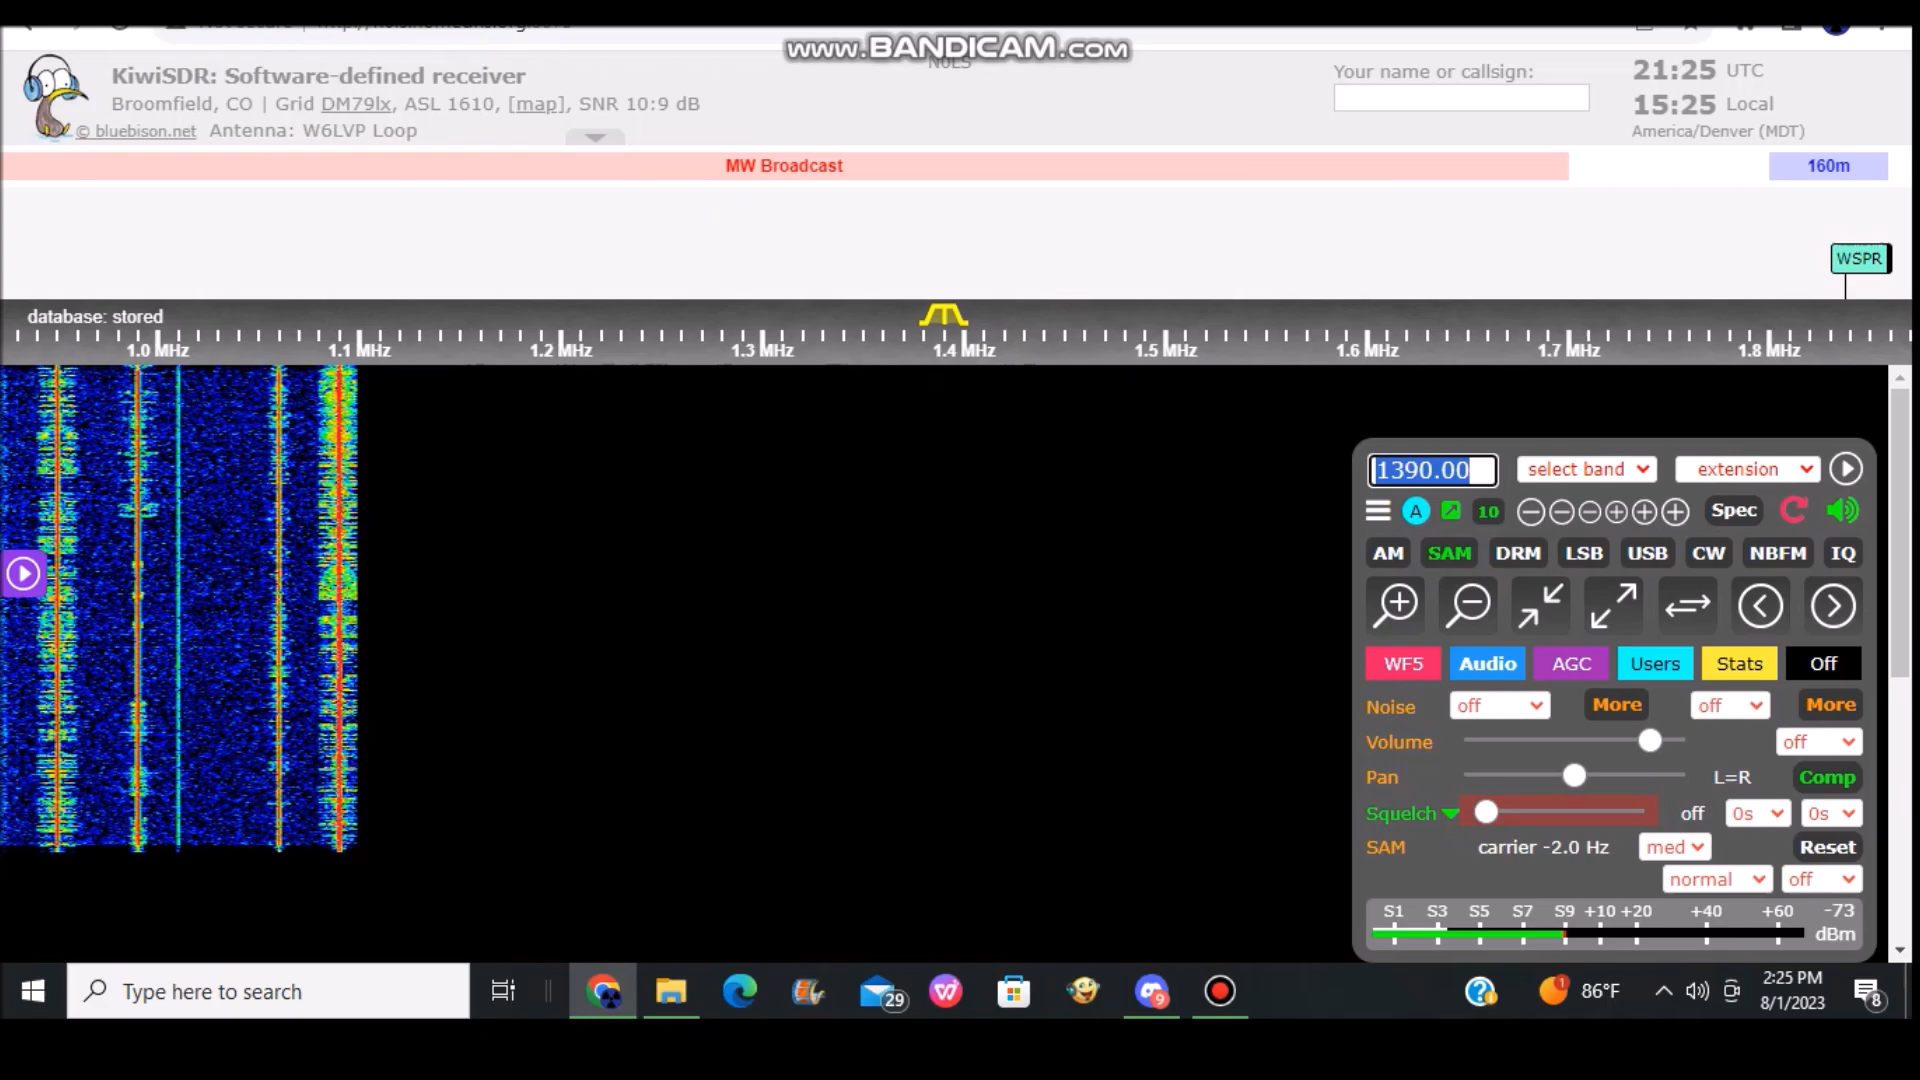 www.BANDICAM.com
KiwiSDR: Software-defined receiver
N0LS
Broomfield, CO | Grid DM79lx, ASL 1610, [map], SNR 10:9 dB
© bluebison.net Antenna: W6LVP Loop
Your name or callsign:
21:25 UTC
15:25 Local
America/Denver (MDT)
MW Broadcast
160m
WSPR
database: stored
1.0 MHz 1.1 MHz 1.2 MHz 1.3 MHz 1.4 MHz 1.5 MHz 1.6 MHz 1.7 MHz 1.8 MHz
1390.00 select band extension
A 10 Spec
AM SAM DRM LSB USB CW NBFM IQ
WF5 Audio AGC Users Stats Off
Noise off More off More
Volume off
Pan L=R Comp
Squelch off 0s 0s
SAM carrier -2.0 Hz med Reset
normal off
S1 S3 S5 S7 S9 +10 +20 +40 +60 -73
dBm
Type here to search
29
9
1
86°F
2:25 PM
8/1/2023
8